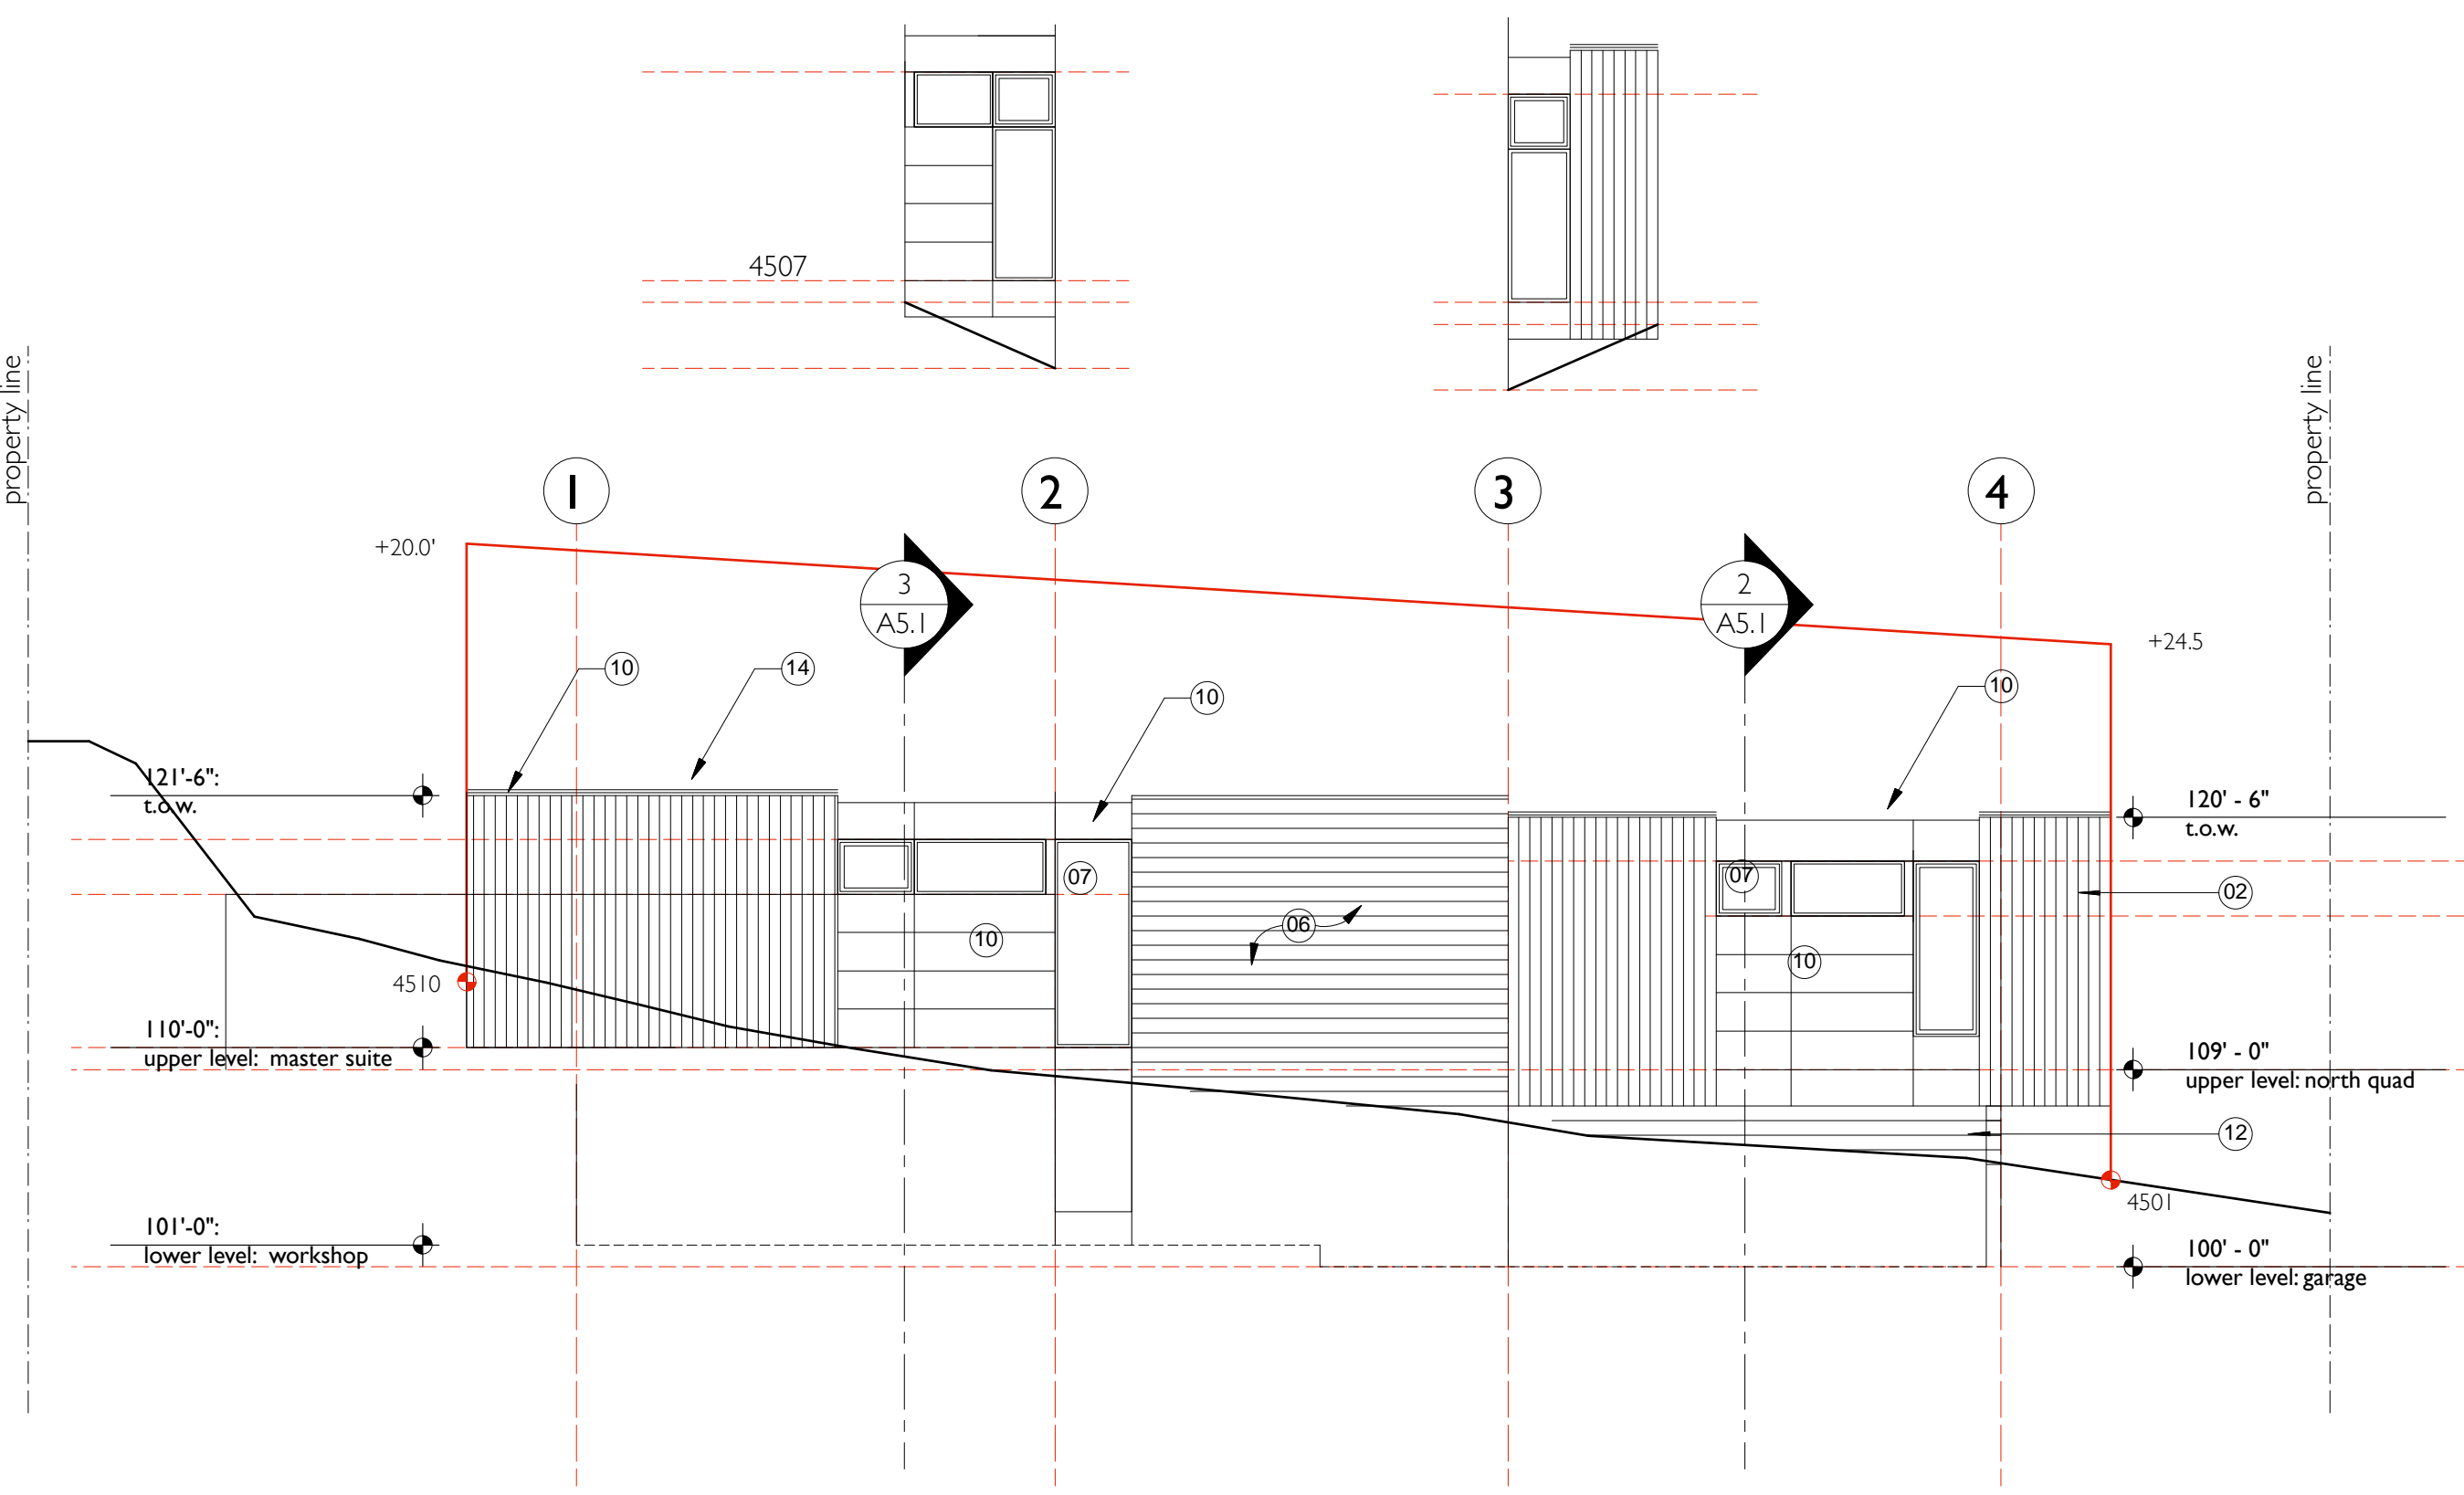 4507
property line
property line
1
2
3
4
+20.0'
3
A5.1
2
A5.1
+24.5
10
14
10
10
121'-6":
t.o.w.
120' - 6"
t.o.w.
07
07
02
06
10
10
4510
110'-0":
upper level: master suite
109' - 0"
upper level: north quad
12
4501
101'-0":
lower level: workshop
100' - 0"
lower level: garage